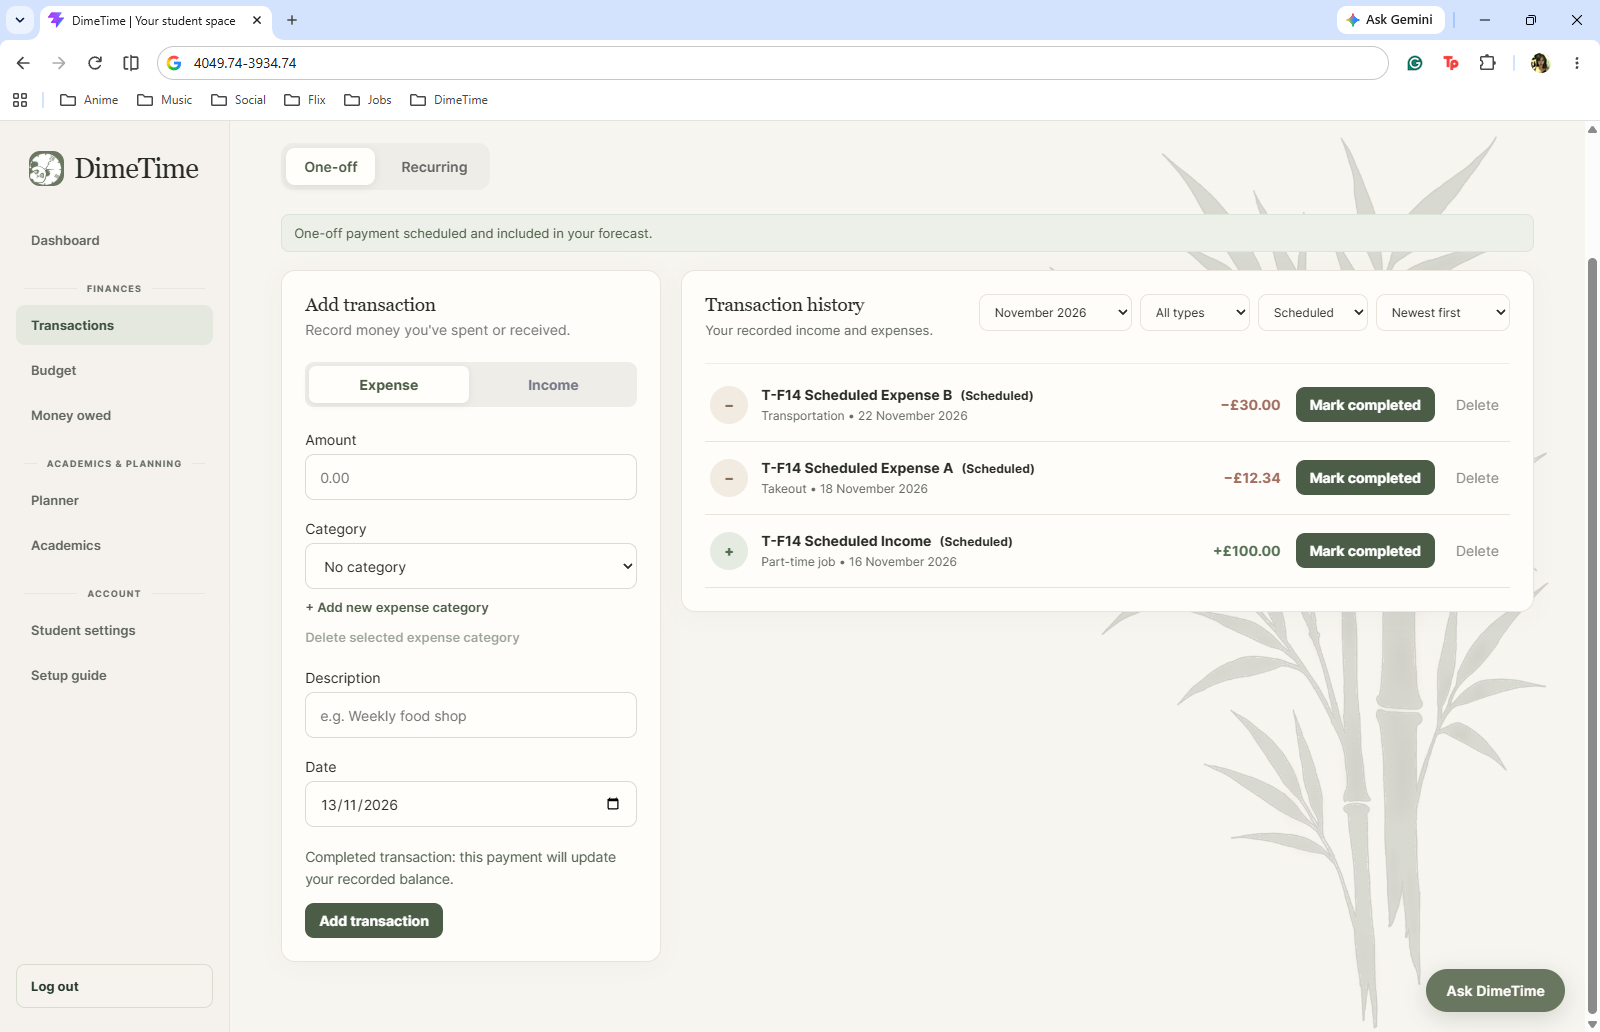 DimeTime | Your student space
Ask Gemini
4049.74-3934.74
Tp
Anime
Music
Social
Flix
Jobs
DimeTime
DimeTime
Dashboard
FINANCES
Transactions
Budget
Money owed
ACADEMICS & PLANNING
Planner
Academics
ACCOUNT
Student settings
Setup guide
Log out
One-off
Recurring
One-off payment scheduled and included in your forecast.
Add transaction
Record money you've spent or received.
Expense
Income
Amount
0.00
Category
No category
+ Add new expense category
Delete selected expense category
Description
e.g. Weekly food shop
Date
13/11/2026
Completed transaction: this payment will update
your recorded balance.
Add transaction
Transaction history
Your recorded income and expenses.
November 2026
All types
Scheduled
Newest first
− T-F14 Scheduled Expense B (Scheduled)
Transportation • 22 November 2026
−£30.00
Mark completed
Delete
− T-F14 Scheduled Expense A (Scheduled)
Takeout • 18 November 2026
−£12.34
Mark completed
Delete
+ T-F14 Scheduled Income (Scheduled)
Part-time job • 16 November 2026
+£100.00
Mark completed
Delete
Ask DimeTime